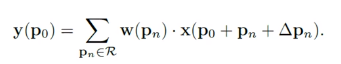 y(p₀) = ∑_{pₙ∈ℛ} w(pₙ) · x(p₀ + pₙ + Δpₙ).